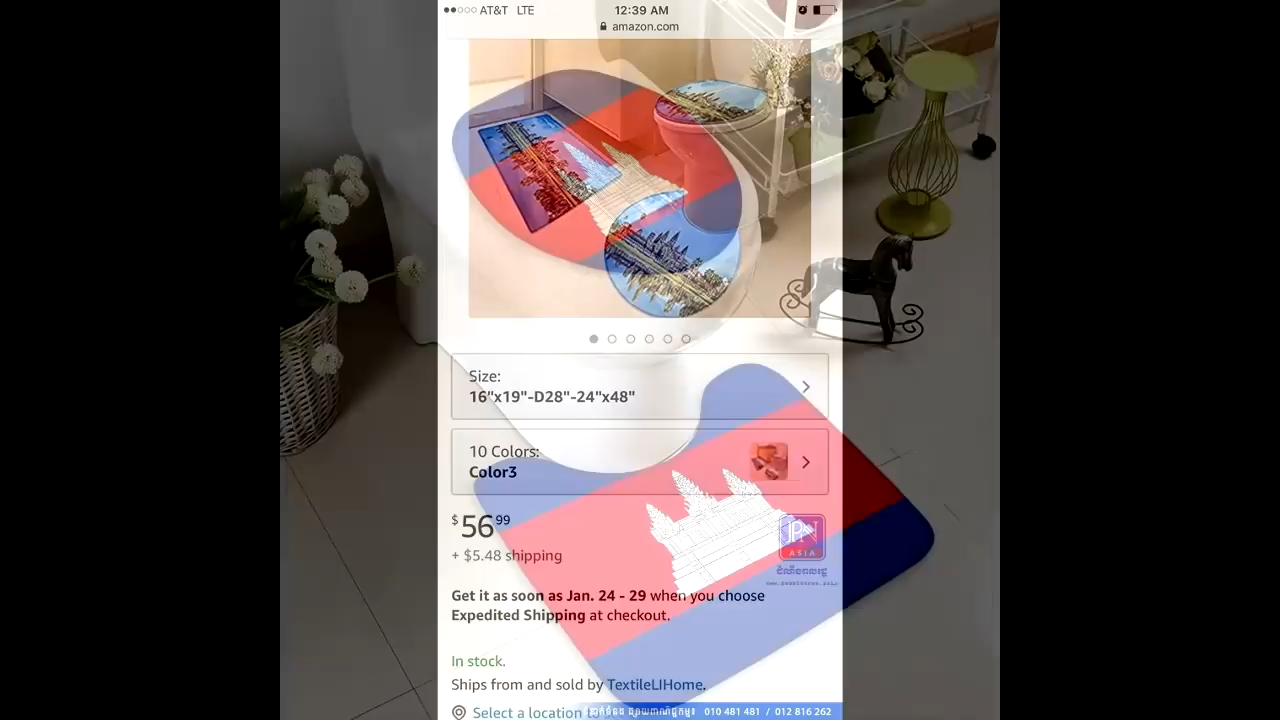 AT&T LTE
12:39 AM
amazon.com
Size:
16"x19"-D28"-24"x48"
10 Colors:
Color3
$56 99
+ $5.48 shipping
PN
ASIA
Get it as soon as Jan. 24 - 29 when you choose
Expedited Shipping at checkout.
In stock.
Ships from and sold by TextileLIHome.
Select a location to
010 481 481 / 012 816 262